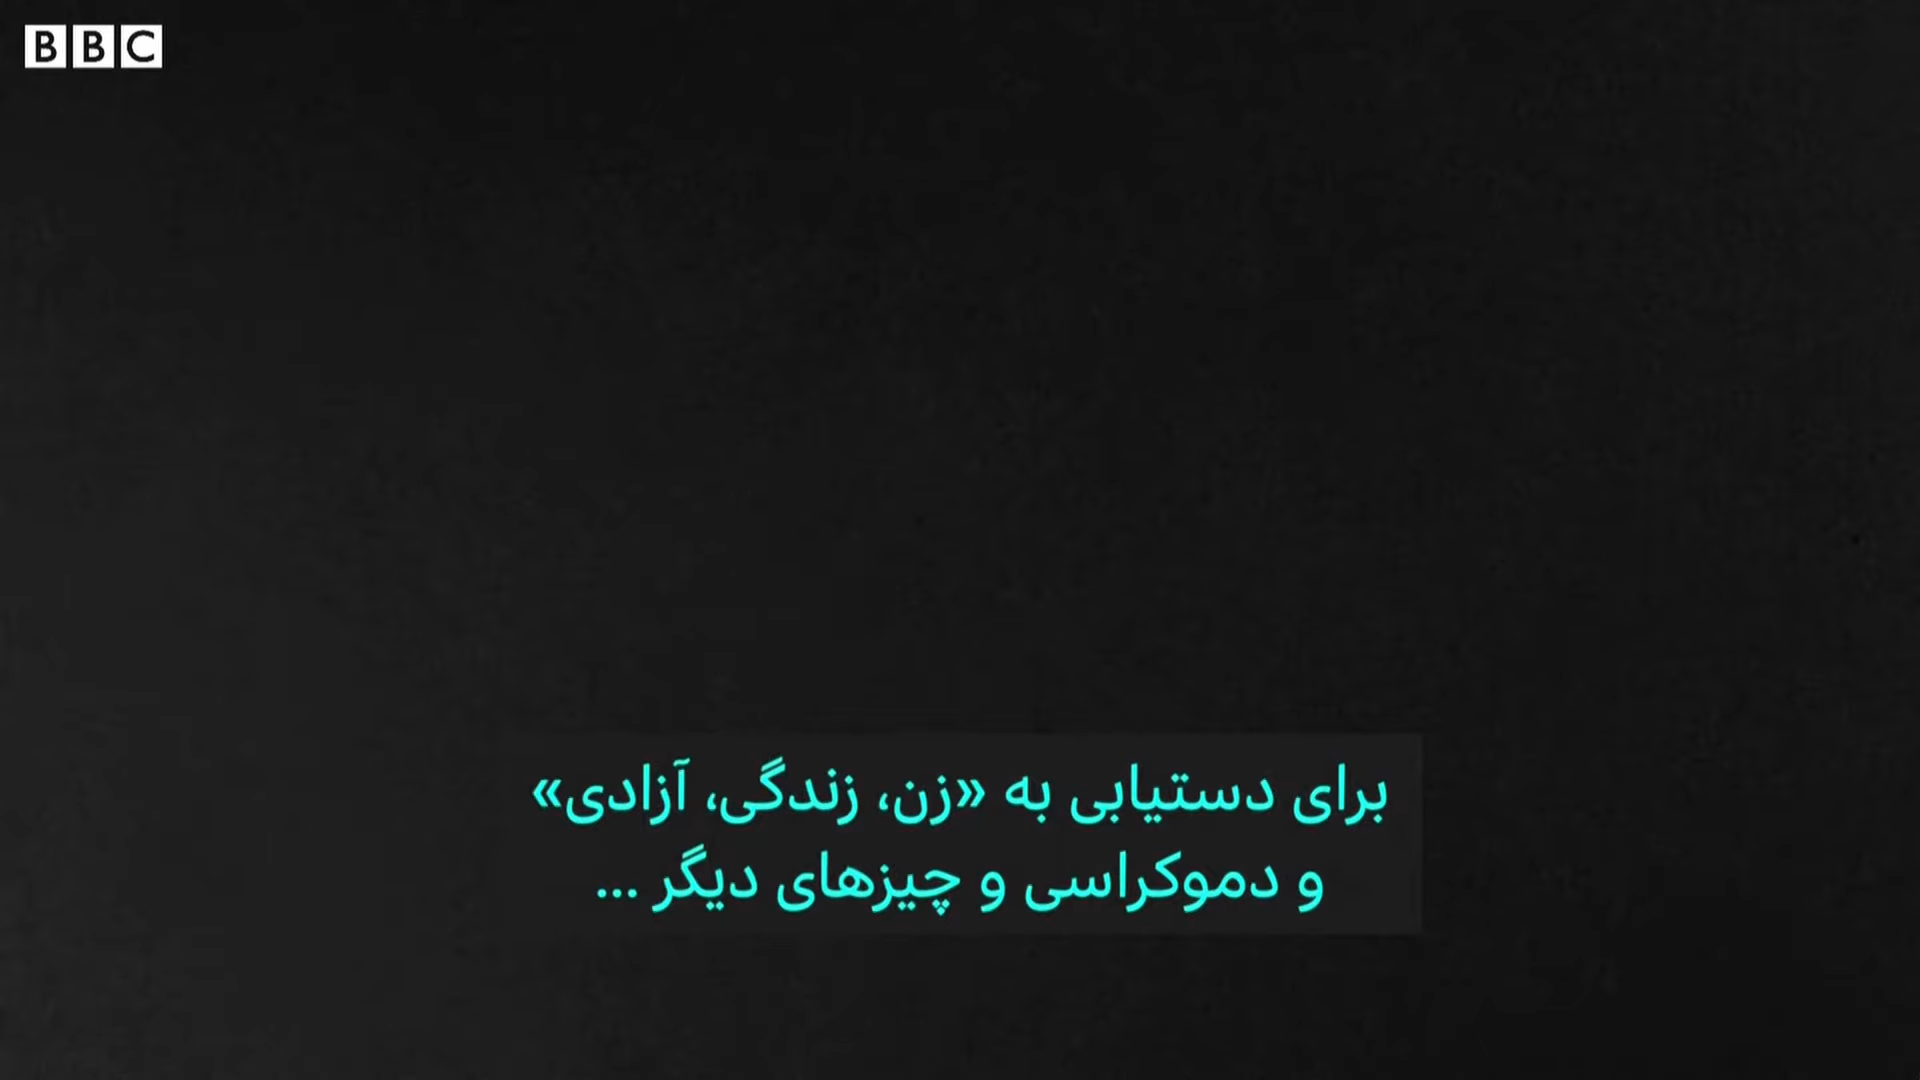 BBC
برای دستیابی به «زن، زندگی، آزادی»
و دموکراسی و چیزهای دیگر ...